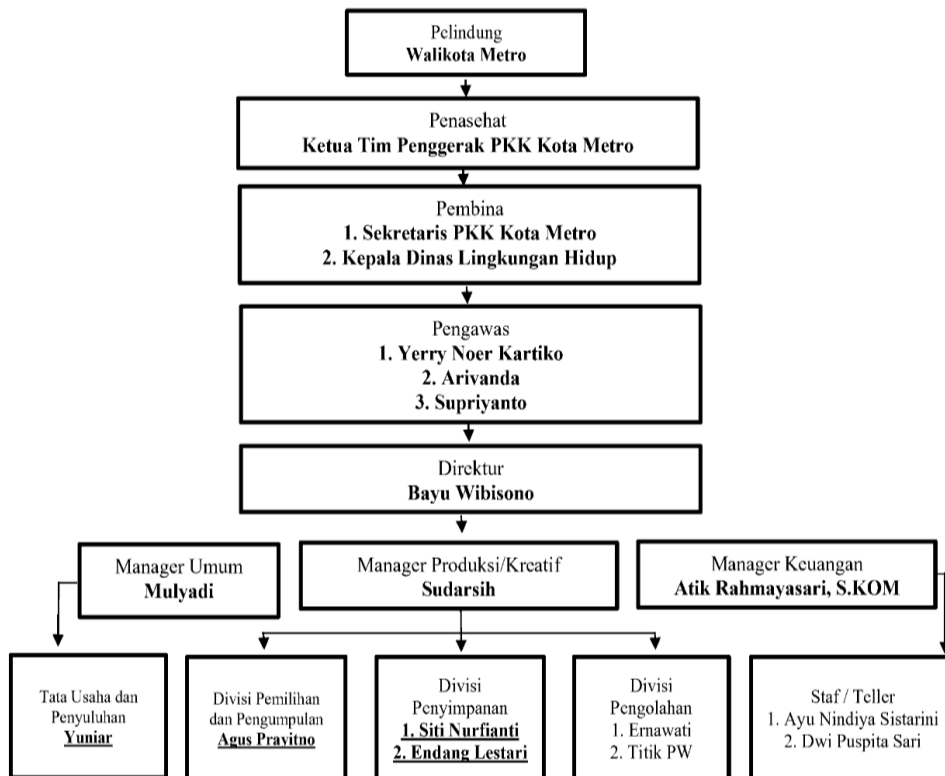 Pelindung
Walikota Metro
Penasehat
Ketua Tim Penggerak PKK Kota Metro
Pembina
1. Sekretaris PKK Kota Metro
2. Kepala Dinas Lingkungan Hidup
Pengawas
1. Yerry Noer Kartiko
2. Arivanda
3. Supriyanto
Direktur
Bayu Wibisono
Manager Umum
Mulyadi
Manager Produksi/Kreatif
Sudarsih
Manager Keuangan
Atik Rahmayasari, S.KOM
Tata Usaha dan
Penyuluhan
Yuniar
Divisi Pemilihan
dan Pengumpulan
Agus Prayitno
Divisi
Penyimpanan
1. Siti Nurfianti
2. Endang Lestari
Divisi
Pengolahan
1. Ernawati
2. Titik PW
Staf / Teller
1. Ayu Nindiya Sistarini
2. Dwi Puspita Sari